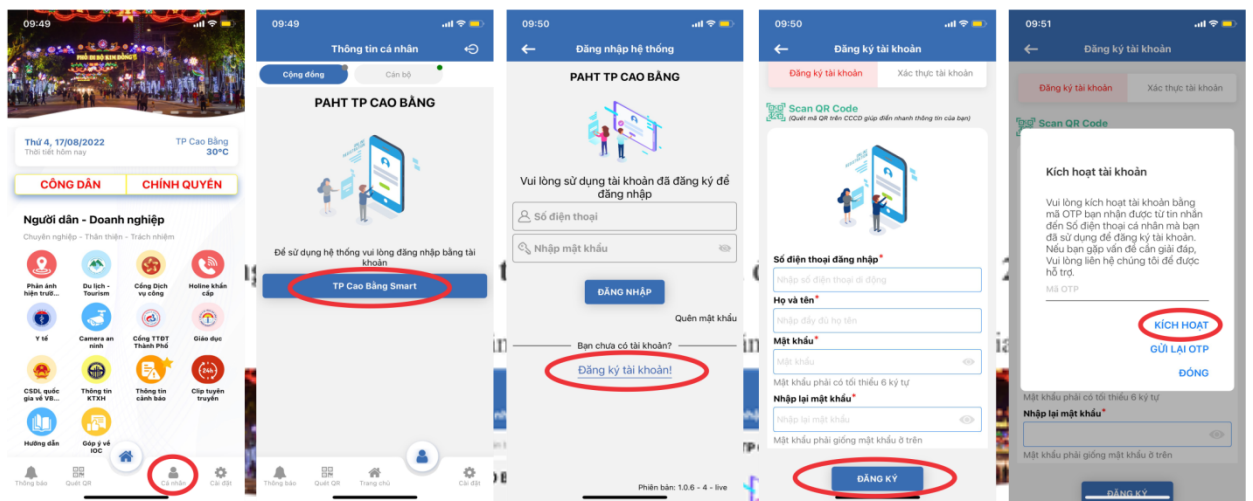 09:49
PHỐ ĐI BỘ KIM ĐỒNG
Thứ 4, 17/08/2022
TP Cao Bằng
Thời tiết hôm nay
30°C
CÔNG DÂN
CHÍNH QUYỀN
Người dân - Doanh nghiệp
Chuyên nghiệp - Thân thiện - Trách nhiệm
Phản ánh hiện trườ...
Du lịch - Tourism
Cổng Dịch vụ công
Holine khẩn cấp
Y tế
Camera an ninh
Cổng TTĐT Thành Phố
Giáo dục
CSDL quốc gia về VB...
Thông tin KTXH
Thông tin cảnh báo
Clip tuyên truyền
Hướng dẫn
Góp ý về IOC
Thông báo
Quét QR
Cá nhân
Cài đặt
09:49
Thông tin cá nhân
Cộng đồng
Cán bộ
PAHT TP CAO BẰNG
Để sử dụng hệ thống vui lòng đăng nhập bằng tài
khoản
TP Cao Bằng Smart
Thông báo
Quét QR
Trang chủ
Cài đặt
09:50
Đăng nhập hệ thống
PAHT TP CAO BẰNG
Vui lòng sử dụng tài khoản đã đăng ký để
đăng nhập
Số điện thoại
Nhập mật khẩu
ĐĂNG NHẬP
Quên mật khẩu
Bạn chưa có tài khoản?
Đăng ký tài khoản!
Phiên bản: 1.0.6 - 4 - live
09:50
Đăng ký tài khoản
Đăng ký tài khoản
Xác thực tài khoản
Scan QR Code
(Quét mã QR trên CCCD giúp điền nhanh thông tin của bạn)
Số điện thoại đăng nhập*
Nhập số điện thoại di động
Họ và tên*
Nhập đầy đủ họ tên
Mật khẩu*
Mật khẩu
Mật khẩu phải có tối thiểu 6 ký tự
Nhập lại mật khẩu*
Nhập lại mật khẩu
Mật khẩu phải giống mật khẩu ở trên
ĐĂNG KÝ
09:51
Đăng ký tài khoản
Đăng ký tài khoản
Xác thực tài khoản
Scan QR Code
Kích hoạt tài khoản
Vui lòng kích hoạt tài khoản bằng
mã OTP bạn nhận được từ tin nhắn
đến Số điện thoại cá nhân mà bạn
đã sử dụng để đăng ký tài khoản.
Nếu bạn gặp vấn đề cần giải đáp,
Vui lòng liên hệ chúng tôi để được
hỗ trợ.
Mã OTP
KÍCH HOẠT
GỬI LẠI OTP
ĐÓNG
Mật khẩu phải có tối thiểu 6 ký tự
Nhập lại mật khẩu*
Mật khẩu phải giống mật khẩu ở trên
ĐĂNG KÝ